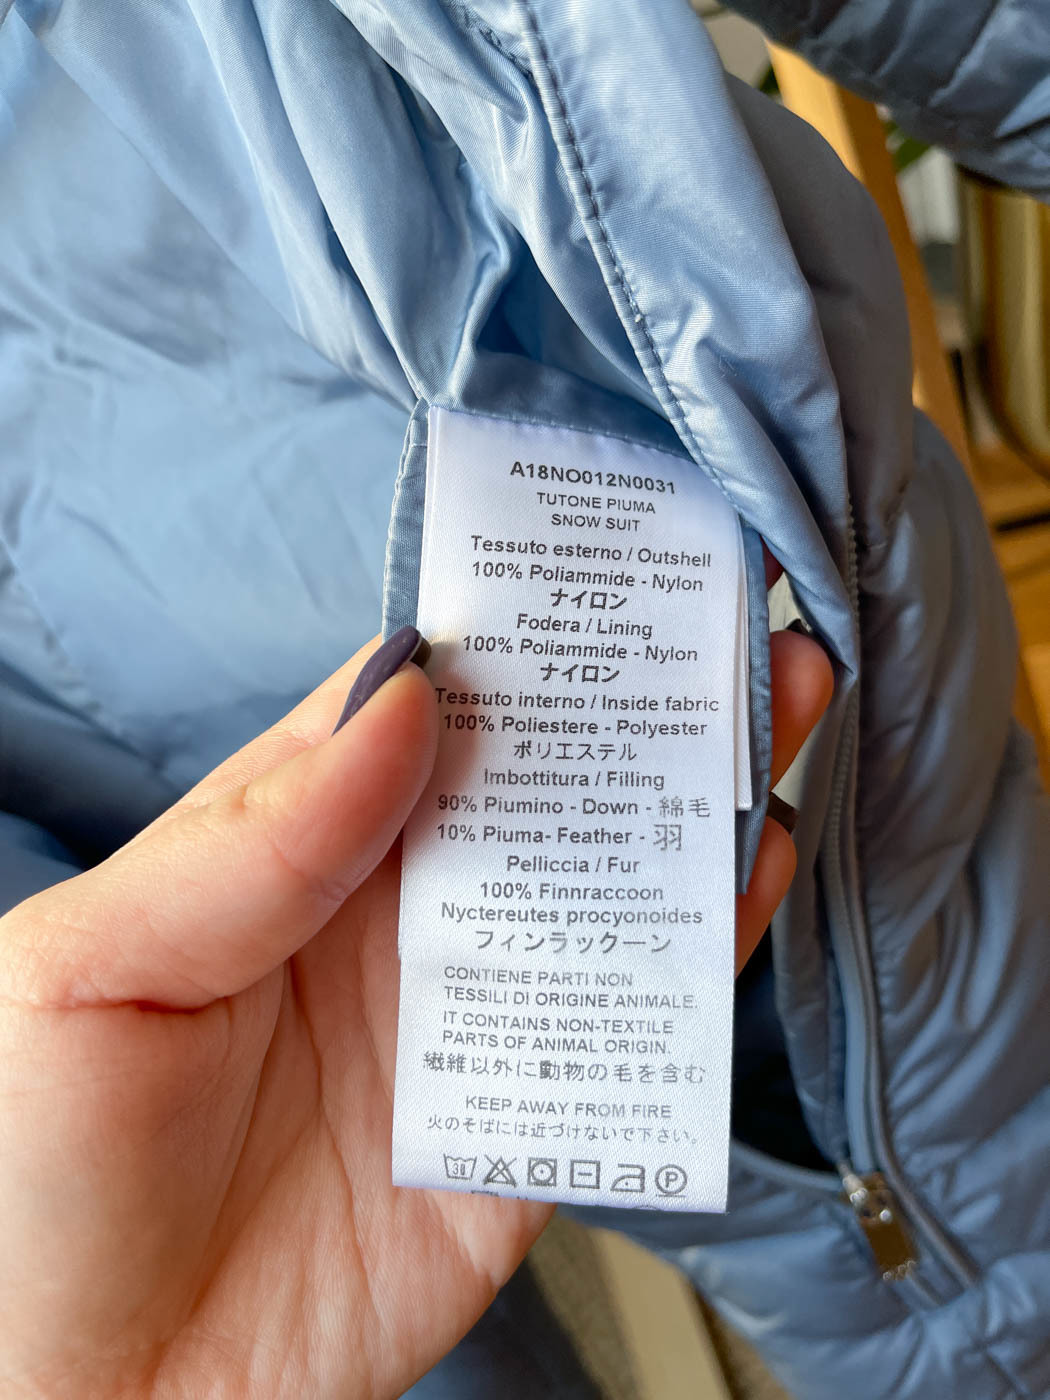 A18NO012N0031
TUTONE PIUMA
SNOW SUIT
Tessuto esterno / Outshell
100% Poliammide - Nylon
ナイロン
Fodera / Lining
100% Poliammide - Nylon
ナイロン
Tessuto interno / Inside fabric
100% Poliestere - Polyester
ポリエステル
Imbottitura / Filling
90% Piumino - Down - 綿毛
10% Piuma- Feather - 羽
Pelliccia / Fur
100% Finnraccoon
Nyctereutes procyonoides
フィンラックーン
CONTIENE PARTI NON
TESSILI DI ORIGINE ANIMALE.
IT CONTAINS NON-TEXTILE
PARTS OF ANIMAL ORIGIN.
繊維以外に動物の毛を含む
KEEP AWAY FROM FIRE
火のそばには近づけないで下さい。
30 P